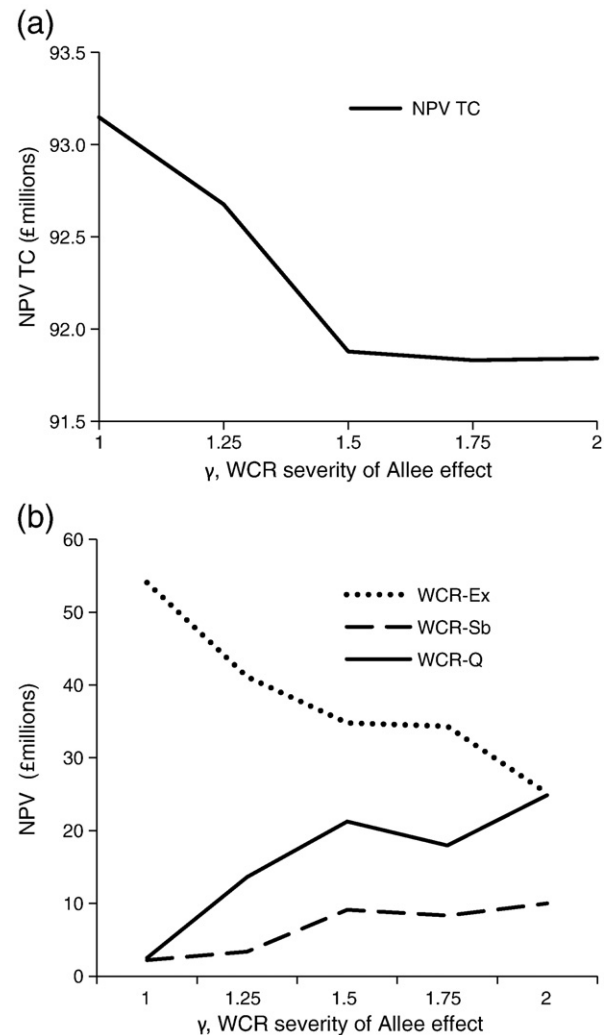 (a)
93.5
93.0
92.5
92.0
91.5
NPV TC (£millions)
NPV TC
1 1.25 1.5 1.75 2
γ, WCR severity of Allee effect
(b)
60
50
40
30
20
10
0
NPV (£millions)
WCR-Ex
WCR-Sb
WCR-Q
1 1.25 1.5 1.75 2
γ, WCR severity of Allee effect